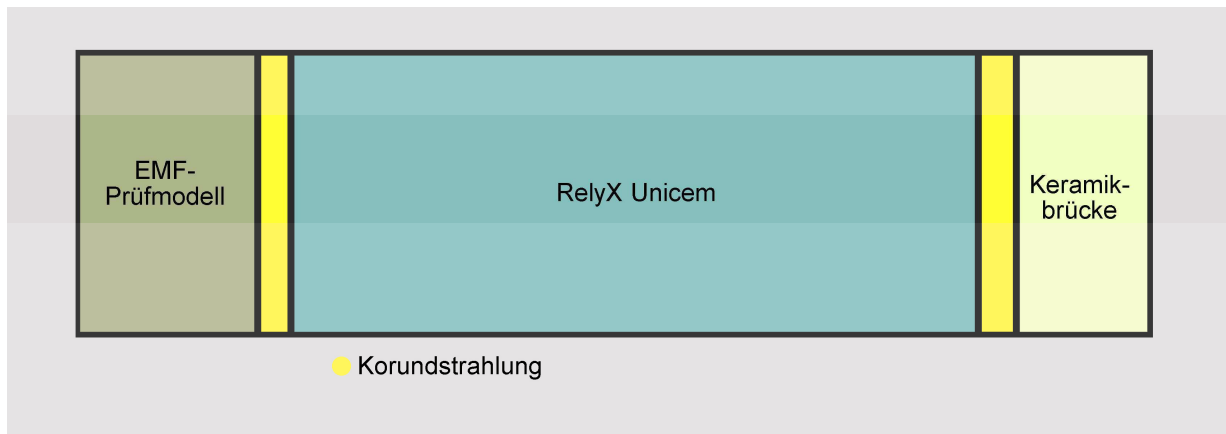 EMF-
Prüfmodell
RelyX Unicem
Keramik-
brücke
Korundstrahlung